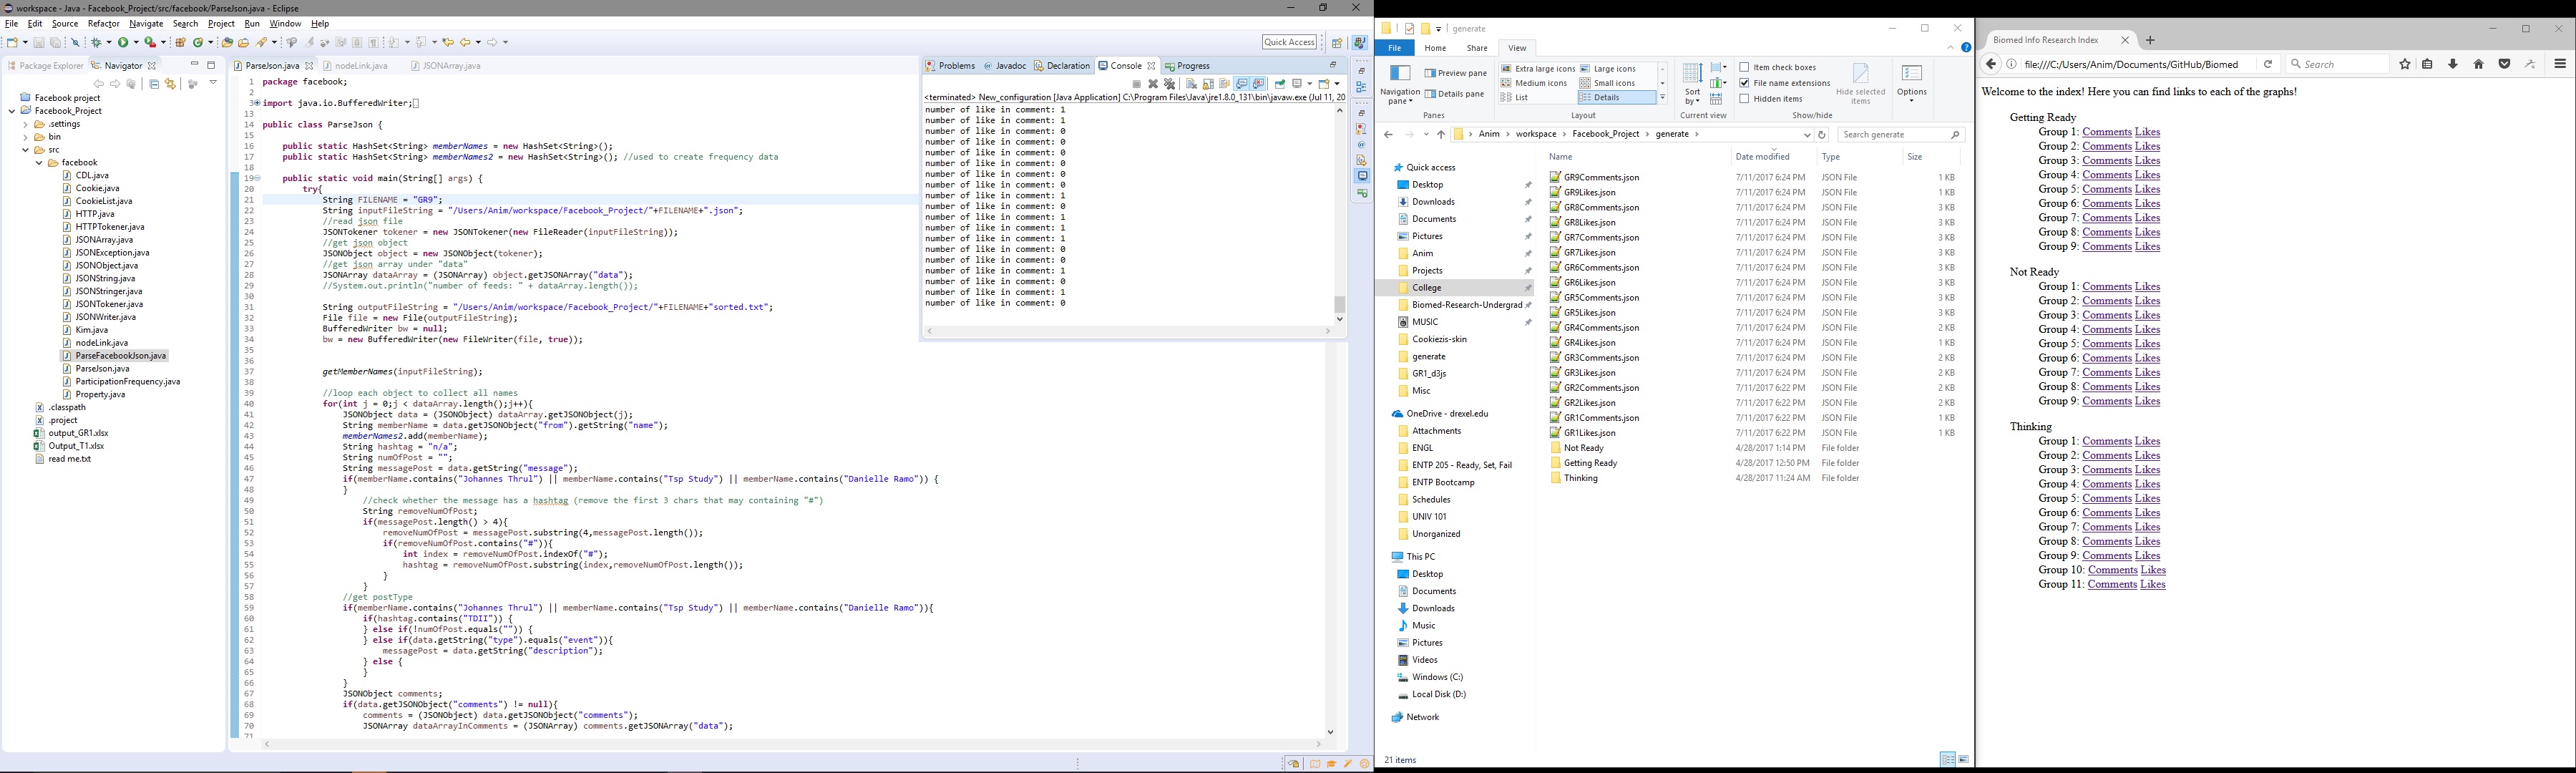 workspace - Java - Facebook_Project/src/facebook/ParseJson.java - Eclipse
File Edit Source Refactor Navigate Search Project Run Window Help
Quick Access
Package Explorer Navigator
Facebook project
Facebook_Project
.settings
bin
src
facebook
CDL.java
Cookie.java
CookieList.java
HTTP.java
HTTPTokener.java
JSONArray.java
JSONException.java
JSONObject.java
JSONString.java
JSONStringer.java
JSONTokener.java
JSONWriter.java
Kim.java
nodeLink.java
ParseFacebookJson.java
ParseJson.java
ParticipationFrequency.java
Property.java
.classpath
.project
output_GR1.xlsx
Output_T1.xlsx
read me.txt
ParseJson.java nodeLink.java JSONArray.java
1 package facebook;
2
3 import java.io.BufferedWriter;
13
14 public class ParseJson {
15
16 public static HashSet<String> memberNames = new HashSet<String>();
17 public static HashSet<String> memberNames2 = new HashSet<String>(); //used to create frequency data
18
19 public static void main(String[] args) {
20 try{
21 String FILENAME = "GR9";
22 String inputFileString = "/Users/Anim/workspace/Facebook_Project/"+FILENAME+".json";
23 //read json file
24 JSONTokener tokener = new JSONTokener(new FileReader(inputFileString));
25 //get json object
26 JSONObject object = new JSONObject(tokener);
27 //get json array under "data"
28 JSONArray dataArray = (JSONArray) object.getJSONArray("data");
29 //System.out.println("number of feeds: " + dataArray.length());
30
31 String outputFileString = "/Users/Anim/workspace/Facebook_Project/"+FILENAME+"sorted.txt";
32 File file = new File(outputFileString);
33 BufferedWriter bw = null;
34 bw = new BufferedWriter(new FileWriter(file, true));
35
36
37 getMemberNames(inputFileString);
38
39 //loop each object to collect all names
40 for(int j = 0;j < dataArray.length();j++){
41 JSONObject data = (JSONObject) dataArray.getJSONObject(j);
42 String memberName = data.getJSONObject("from").getString("name");
43 memberNames2.add(memberName);
44 String hashtag = "n/a";
45 String numOfPost = "";
46 String messagePost = data.getString("message");
47 if(memberName.contains("Johannes Thrul") || memberName.contains("Tsp Study") || memberName.contains("Danielle Ramo")) {
48 }
49 //check whether the message has a hashtag (remove the first 3 chars that may containing "#")
50 String removeNumOfPost;
51 if(messagePost.length() > 4){
52 removeNumOfPost = messagePost.substring(4,messagePost.length());
53 if(removeNumOfPost.contains("#")){
54 int index = removeNumOfPost.indexOf("#");
55 hashtag = removeNumOfPost.substring(index,removeNumOfPost.length());
56 }
57 }
58 //get postType
59 if(memberName.contains("Johannes Thrul") || memberName.contains("Tsp Study") || memberName.contains("Danielle Ramo")){
60 if(hashtag.contains("TDII")) {
61 } else if(!numOfPost.equals("")) {
62 } else if(data.getString("type").equals("event")){
63 messagePost = data.getString("description");
64 } else {
65 }
66 }
67 JSONObject comments;
68 if(data.getJSONObject("comments") != null){
69 comments = (JSONObject) data.getJSONObject("comments");
70 JSONArray dataArrayInComments = (JSONArray) comments.getJSONArray("data");
71
Problems Javadoc Declaration Console Progress
<terminated> New_configuration [Java Application] C:\Program Files\Java\jre1.8.0_131\bin\javaw.exe (Jul 11, 20
number of like in comment: 1
number of like in comment: 1
number of like in comment: 0
number of like in comment: 0
number of like in comment: 0
number of like in comment: 0
number of like in comment: 0
number of like in comment: 0
number of like in comment: 1
number of like in comment: 0
number of like in comment: 1
number of like in comment: 1
number of like in comment: 1
number of like in comment: 0
number of like in comment: 0
number of like in comment: 1
number of like in comment: 0
number of like in comment: 1
number of like in comment: 0
generate
File Home Share View
Navigation pane
Preview pane
Details pane
Panes
Extra large icons Large icons
Medium icons Small icons
List Details
Layout
Sort by
Current view
Item check boxes
File name extensions
Hidden items
Hide selected items
Show/hide
Options
Anim > workspace > Facebook_Project > generate >
Search generate
Quick access
Desktop
Downloads
Documents
Pictures
Anim
Projects
College
Biomed-Research-Undergrad
MUSIC
Cookiezis-skin
generate
GR1_d3js
Misc
OneDrive - drexel.edu
Attachments
ENGL
ENTP 205 - Ready, Set, Fail
ENTP Bootcamp
Schedules
UNIV 101
Unorganized
This PC
Desktop
Documents
Downloads
Music
Pictures
Videos
Windows (C:)
Local Disk (D:)
Network
Name Date modified Type Size
GR9Comments.json 7/11/2017 6:24 PM JSON File 1 KB
GR9Likes.json 7/11/2017 6:24 PM JSON File 1 KB
GR8Comments.json 7/11/2017 6:24 PM JSON File 3 KB
GR8Likes.json 7/11/2017 6:24 PM JSON File 3 KB
GR7Comments.json 7/11/2017 6:24 PM JSON File 3 KB
GR7Likes.json 7/11/2017 6:24 PM JSON File 3 KB
GR6Comments.json 7/11/2017 6:24 PM JSON File 3 KB
GR6Likes.json 7/11/2017 6:24 PM JSON File 3 KB
GR5Comments.json 7/11/2017 6:24 PM JSON File 3 KB
GR5Likes.json 7/11/2017 6:24 PM JSON File 3 KB
GR4Comments.json 7/11/2017 6:24 PM JSON File 2 KB
GR4Likes.json 7/11/2017 6:24 PM JSON File 1 KB
GR3Comments.json 7/11/2017 6:24 PM JSON File 2 KB
GR3Likes.json 7/11/2017 6:24 PM JSON File 2 KB
GR2Comments.json 7/11/2017 6:22 PM JSON File 2 KB
GR2Likes.json 7/11/2017 6:22 PM JSON File 2 KB
GR1Comments.json 7/11/2017 6:22 PM JSON File 1 KB
GR1Likes.json 7/11/2017 6:22 PM JSON File 1 KB
Not Ready 4/28/2017 1:14 PM File folder
Getting Ready 4/28/2017 12:50 PM File folder
Thinking 4/28/2017 11:24 AM File folder
21 items
Biomed Info Research Index
file:///C:/Users/Anim/Documents/GitHub/Biomed
Search
Welcome to the index! Here you can find links to each of the graphs!
Getting Ready
Group 1: Comments Likes
Group 2: Comments Likes
Group 3: Comments Likes
Group 4: Comments Likes
Group 5: Comments Likes
Group 6: Comments Likes
Group 7: Comments Likes
Group 8: Comments Likes
Group 9: Comments Likes
Not Ready
Group 1: Comments Likes
Group 2: Comments Likes
Group 3: Comments Likes
Group 4: Comments Likes
Group 5: Comments Likes
Group 6: Comments Likes
Group 7: Comments Likes
Group 8: Comments Likes
Group 9: Comments Likes
Thinking
Group 1: Comments Likes
Group 2: Comments Likes
Group 3: Comments Likes
Group 4: Comments Likes
Group 5: Comments Likes
Group 6: Comments Likes
Group 7: Comments Likes
Group 8: Comments Likes
Group 9: Comments Likes
Group 10: Comments Likes
Group 11: Comments Likes